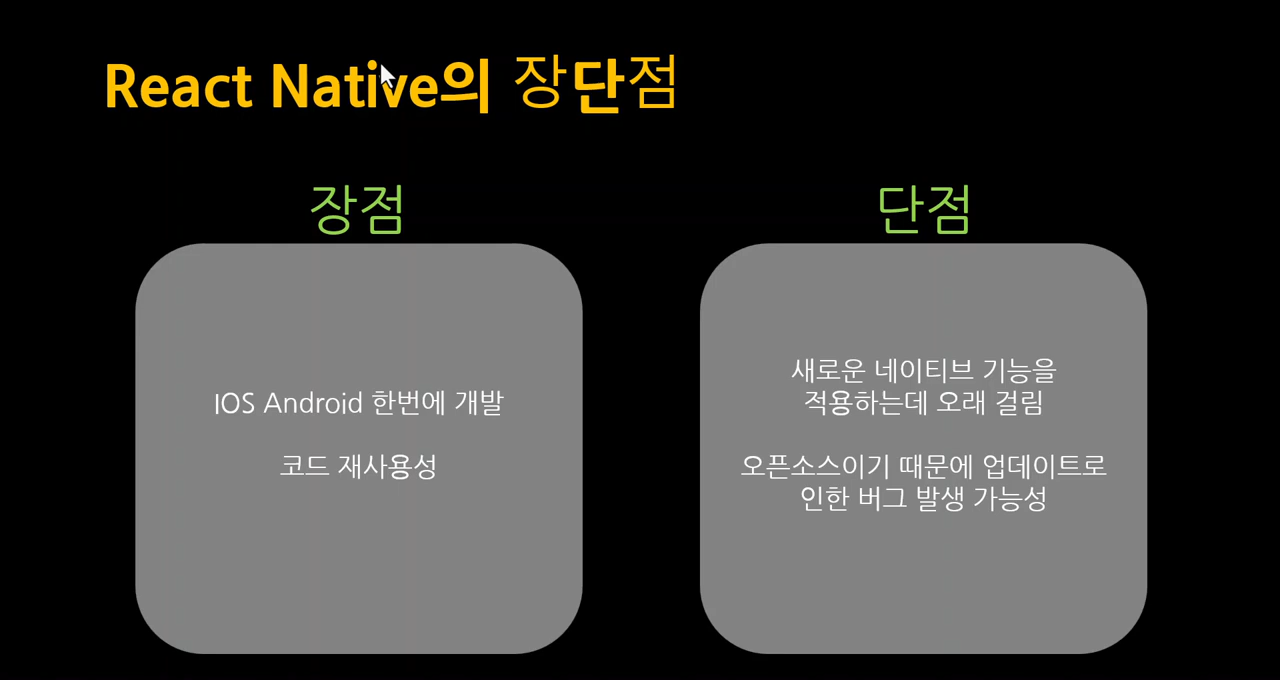 React Native의 장단점
장점
IOS Android 한번에 개발
코드 재사용성
단점
새로운 네이티브 기능을
적용하는데 오래 걸림
오픈소스이기 때문에 업데이트로
인한 버그 발생 가능성